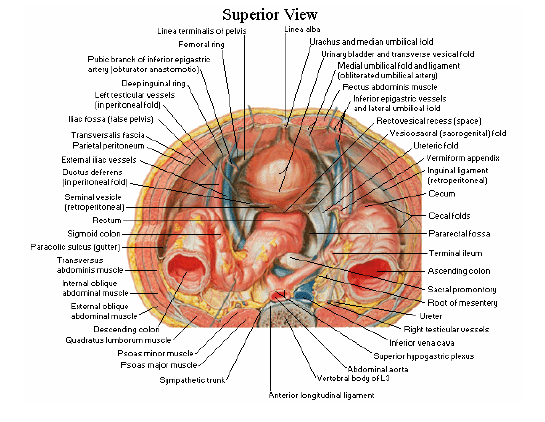 Superior View
Linea terminalis of pelvis
Femoral ring
Pubic branch of inferior epigastric
artery (obturator anastomotic)
Deep inguinal ring
Left testicular vessels
(in peritoneal fold)
Iliac fossa (false pelvis)
Transversalis fascia
Parietal peritoneum
External iliac vessels
Ductus deferens
(in peritoneal fold)
Seminal vesicle
(retroperitoneal)
Rectum
Sigmoid colon
Paracolic sulcus (gutter)
Transversus
abdominis muscle
Internal oblique
abdominal muscle
External oblique
abdominal muscle
Descending colon
Quadratus lumborum muscle
Psoas minor muscle
Psoas major muscle
Sympathetic trunk
Linea alba
Urachus and median umbilical fold
Urinary bladder and transverse vesical fold
Medial umbilical fold and ligament
(obliterated umbilical artery)
Rectus abdominis muscle
Inferior epigastric vessels
and lateral umbilical fold
Rectovesical recess (space)
Vesicosacral (sacrogenital) fold
Ureteric fold
Vermiform appendix
Inguinal ligament
(retroperitoneal)
Cecum
Cecal folds
Pararectal fossa
Terminal ileum
Ascending colon
Sacral promontory
Root of mesentery
Ureter
Right testicular vessels
Inferior vena cava
Superior hypogastric plexus
Abdominal aorta
Vertebral body of L3
Anterior longitudinal ligament